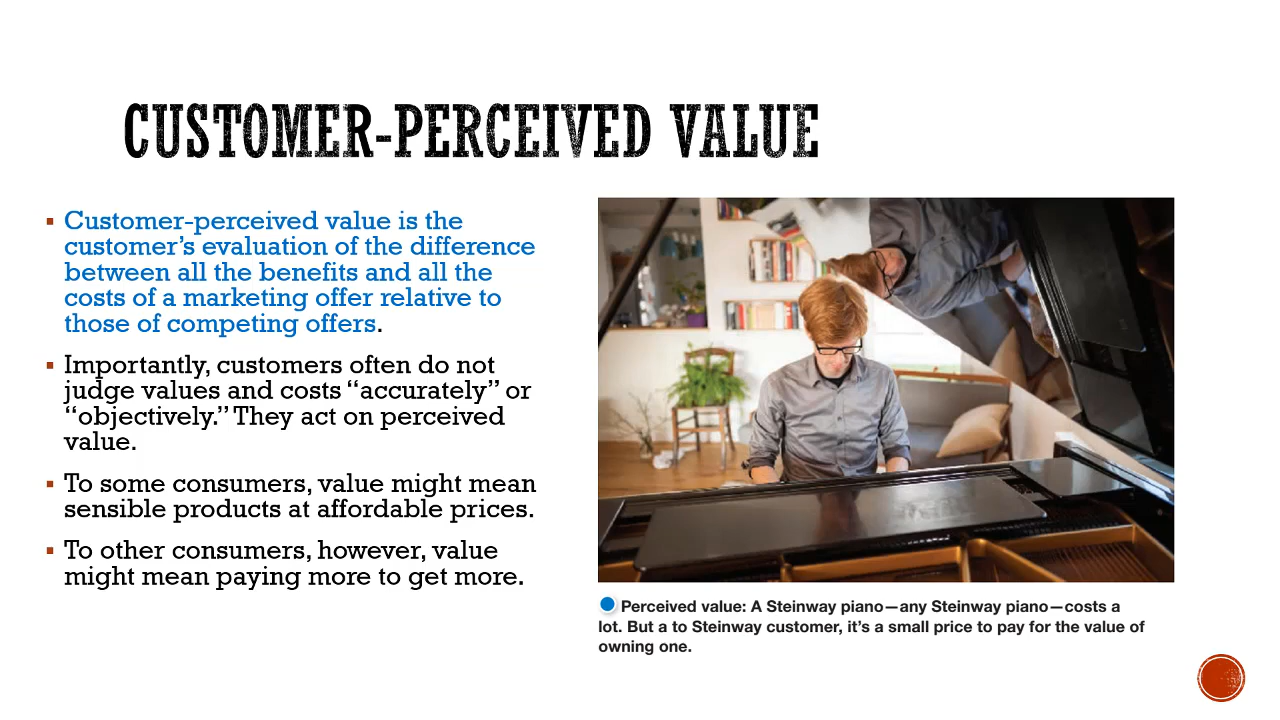 CUSTOMER-PERCEIVED VALUE
▪ Customer-perceived value is the
customer’s evaluation of the difference
between all the benefits and all the
costs of a marketing offer relative to
those of competing offers.
▪ Importantly, customers often do not
judge values and costs “accurately” or
“objectively.” They act on perceived
value.
▪ To some consumers, value might mean
sensible products at affordable prices.
▪ To other consumers, however, value
might mean paying more to get more.
Perceived value: A Steinway piano—any Steinway piano—costs a
lot. But a to Steinway customer, it’s a small price to pay for the value of
owning one.